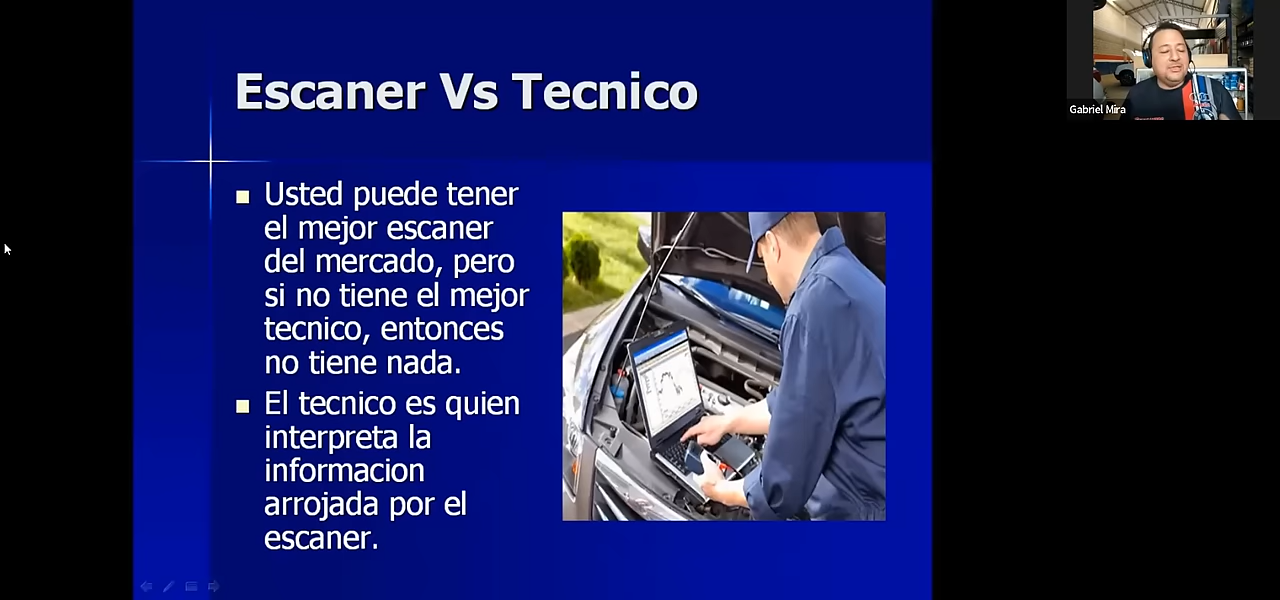 Escaner Vs Tecnico
Usted puede tener
el mejor escaner
del mercado, pero
si no tiene el mejor
tecnico, entonces
no tiene nada.
El tecnico es quien
interpreta la
informacion
arrojada por el
escaner.
Gabriel Mira